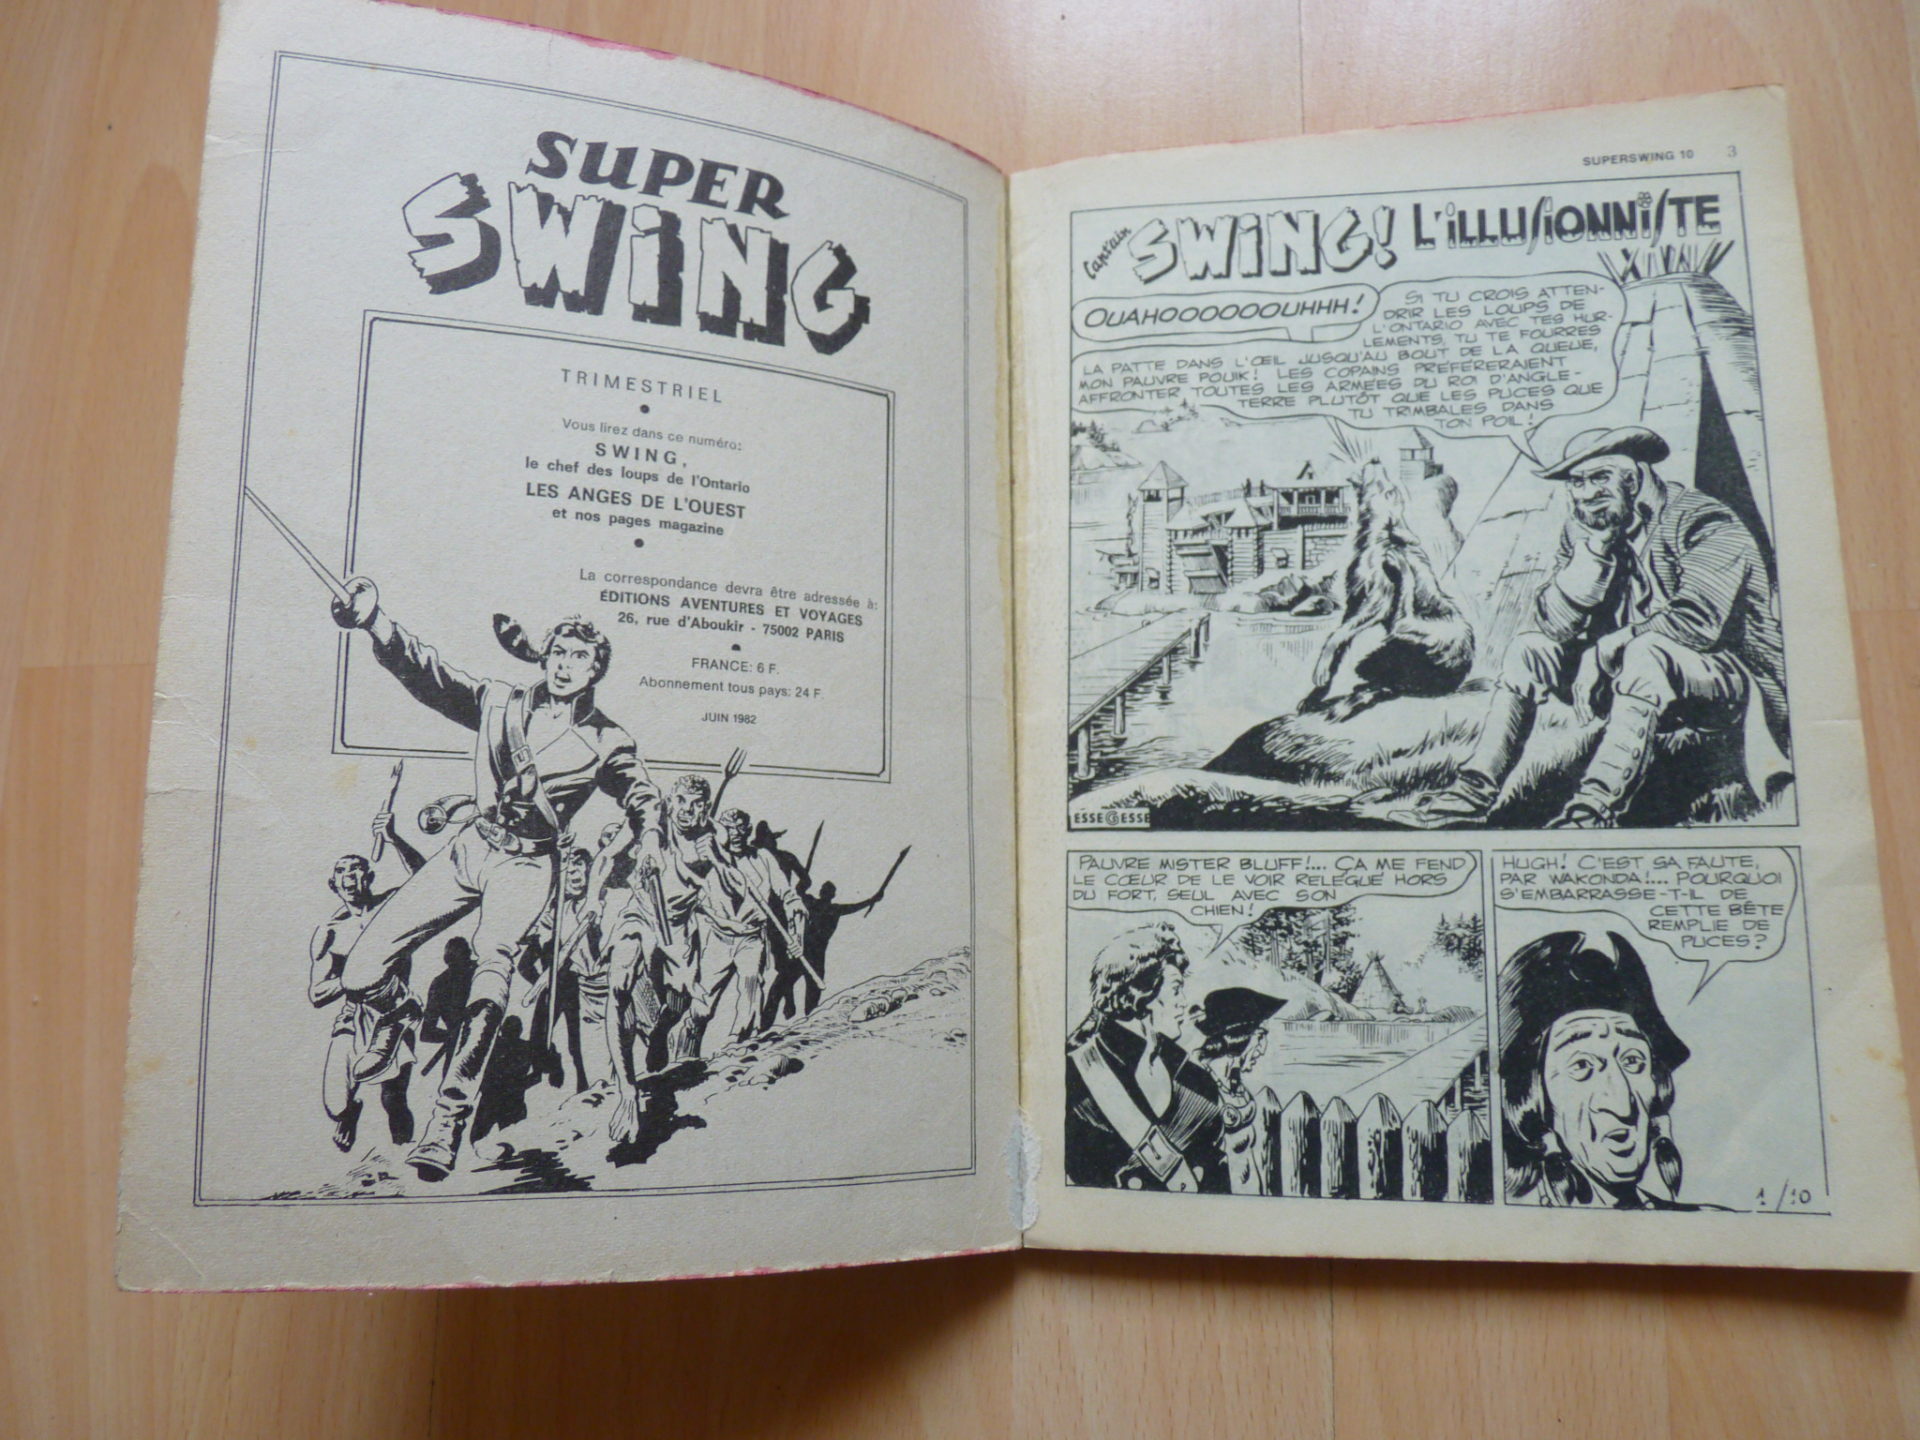 SUPER
SWING
TRIMESTRIEL
Vous lirez dans ce numéro:
SWING,
le chef des loups de l'Ontario
LES ANGES DE L'OUEST
et nos pages magazine
La correspondance devra être adressée à:
ÉDITIONS AVENTURES ET VOYAGES
26, rue d'Aboukir - 75002 PARIS
FRANCE: 6 F.
Abonnement tous pays: 24 F.
JUIN 1982
SUPERSWING 10 3
Capt'ain SWING! L'ILLUSIONNISTE
OUAHOOOOOOOUHHH!
SI TU CROIS ATTEN-
DRIR LES LOUPS DE
L'ONTARIO AVEC TES HUR-
LEMENTS, TU TE FOURRES
LA PATTE DANS L'ŒIL JUSQU'AU BOUT DE LA QUEUE,
MON PAUVRE POUIK! LES COPAINS PRÉFÉRERAIENT
AFFRONTER TOUTES LES ARMÉES DU ROI D'ANGLE-
TERRE PLUTÔT QUE LES PUCES QUE
TU TRIMBALES DANS
TON POIL!
ESSEGESSE
PAUVRE MISTER BLUFF!... ÇA ME FEND
LE CŒUR DE LE VOIR RELÉGUÉ HORS
DU FORT, SEUL AVEC SON
CHIEN!
HUGH! C'EST SA FAUTE,
PAR WAKONDA!... POURQUOI
S'EMBARRASSE-T-IL DE
CETTE BÊTE
REMPLIE DE
PUCES?
1/10